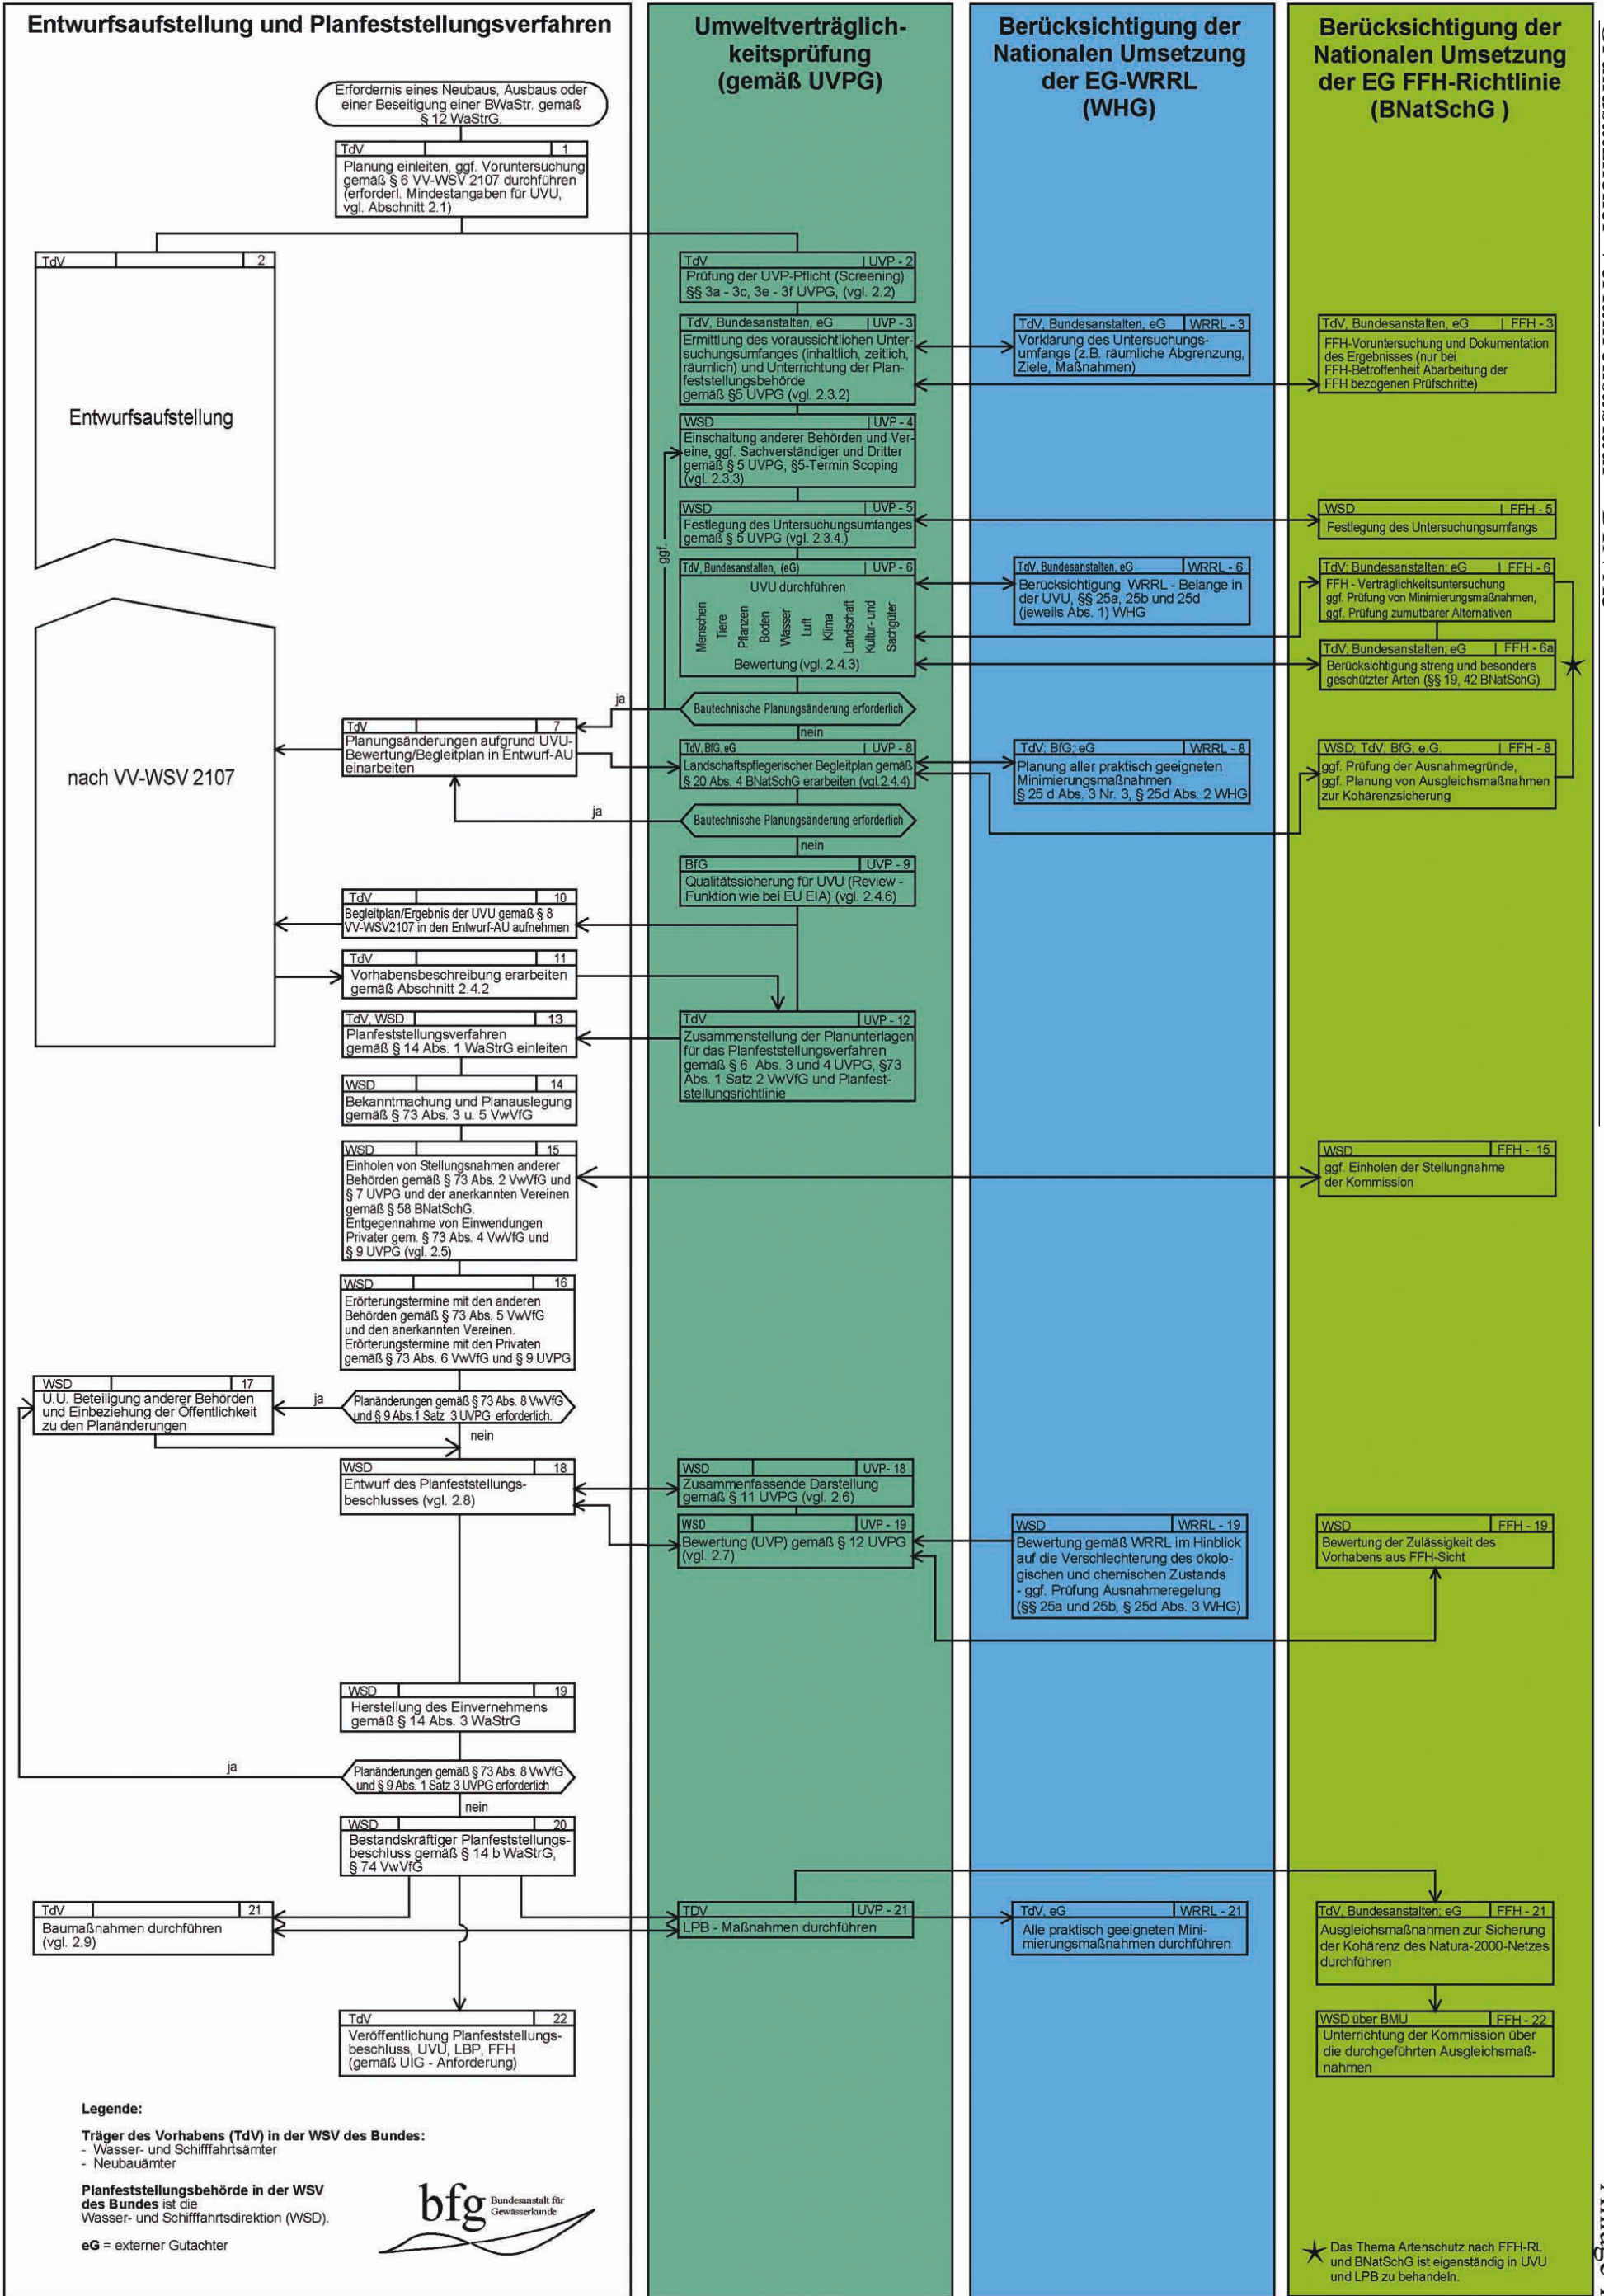 Entwurfsaufstellung und Planfeststellungsverfahren
Erfordernis eines Neubaus, Ausbaus oder
einer Beseitigung einer BWaStr. gemäß
§ 12 WaStrG.
TdV 1
Planung einleiten, ggf. Voruntersuchung
gemäß § 6 VV-WSV 2107 durchführen
(erforderl. Mindestangaben für UVU,
vgl. Abschnitt 2.1)
TdV 2
Entwurfsaufstellung
nach VV-WSV 2107
ja
TdV 7
Planungsänderungen aufgrund UVU-
Bewertung/Begleitplan in Entwurf-AU
einarbeiten
ja
TdV 10
Begleitplan/Ergebnis der UVU gemäß § 8
VV-WSV2107 in den Entwurf-AU aufnehmen
TdV 11
Vorhabensbeschreibung erarbeiten
gemäß Abschnitt 2.4.2
TdV, WSD 13
Planfeststellungsverfahren
gemäß § 14 Abs. 1 WaStrG einleiten
WSD 14
Bekanntmachung und Planauslegung
gemäß § 73 Abs. 3 u. 5 VwVfG
WSD 15
Einholen von Stellungsnahmen anderer
Behörden gemäß § 73 Abs. 2 VwVfG und
§ 7 UVPG und der anerkannten Vereinen
gemäß § 58 BNatSchG.
Entgegennahme von Einwendungen
Privater gem. § 73 Abs. 4 VwVfG und
§ 9 UVPG (vgl. 2.5)
WSD 16
Erörterungstermine mit den anderen
Behörden gemäß § 73 Abs. 5 VwVfG
und den anerkannten Vereinen.
Erörterungstermine mit den Privaten
gemäß § 73 Abs. 6 VwVfG und § 9 UVPG
WSD 17
U.U. Beteiligung anderer Behörden
und Einbeziehung der Öffentlichkeit
zu den Planänderungen
ja
Planänderungen gemäß § 73 Abs. 8 VwVfG
und § 9 Abs.1 Satz 3 UVPG erforderlich.
nein
WSD 18
Entwurf des Planfeststellungs-
beschlusses (vgl. 2.8)
WSD 19
Herstellung des Einvernehmens
gemäß § 14 Abs. 3 WaStrG
ja
Planänderungen gemäß § 73 Abs. 8 VwVfG
und § 9 Abs. 1 Satz 3 UVPG erforderlich
nein
WSD 20
Bestandskräftiger Planfeststellungs-
beschluss gemäß § 14 b WaStrG,
§ 74 VwVfG
TdV 21
Baumaßnahmen durchführen
(vgl. 2.9)
TdV 22
Veröffentlichung Planfeststellungs-
beschluss, UVU, LBP, FFH
(gemäß UIG - Anforderung)
Legende:
Träger des Vorhabens (TdV) in der WSV des Bundes:
- Wasser- und Schifffahrtsämter
- Neubauämter
Planfeststellungsbehörde in der WSV
des Bundes ist die
Wasser- und Schifffahrtsdirektion (WSD).
eG = externer Gutachter
bfg Bundesanstalt für
Gewässerkunde
Umweltverträglich-
keitsprüfung
(gemäß UVPG)
TdV UVP - 2
Prüfung der UVP-Pflicht (Screening)
§§ 3a - 3c, 3e - 3f UVPG, (vgl. 2.2)
TdV, Bundesanstalten, eG UVP - 3
Ermittlung des voraussichtlichen Unter-
suchungsumfanges (inhaltlich, zeitlich,
räumlich) und Unterrichtung der Plan-
feststellungsbehörde
gemäß §5 UVPG (vgl. 2.3.2)
WSD UVP - 4
Einschaltung anderer Behörden und Ver-
eine, ggf. Sachverständiger und Dritter
gemäß § 5 UVPG, §5-Termin Scoping
(vgl. 2.3.3)
ggf.
WSD UVP - 5
Festlegung des Untersuchungsumfanges
gemäß § 5 UVPG (vgl. 2.3.4.)
TdV, Bundesanstalten, (eG) UVP - 6
UVU durchführen
Menschen
Tiere
Pflanzen
Boden
Wasser
Luft
Klima
Landschaft
Kultur- und
Sachgüter
Bewertung (vgl. 2.4.3)
Bautechnische Planungsänderung erforderlich
nein
TdV, BfG, eG UVP - 8
Landschaftspflegerischer Begleitplan gemäß
§ 20 Abs. 4 BNatSchG erarbeiten (vgl.2.4.4)
Bautechnische Planungsänderung erforderlich
nein
BfG UVP - 9
Qualitätssicherung für UVU (Review -
Funktion wie bei EU EIA) (vgl. 2.4.6)
TdV UVP - 12
Zusammenstellung der Planunterlagen
für das Planfeststellungsverfahren
gemäß § 6 Abs. 3 und 4 UVPG, §73
Abs. 1 Satz 2 VwVfG und Planfest-
stellungsrichtlinie
WSD UVP- 18
Zusammenfassende Darstellung
gemäß § 11 UVPG (vgl. 2.6)
WSD UVP - 19
Bewertung (UVP) gemäß § 12 UVPG
(vgl. 2.7)
TDV UVP - 21
LPB - Maßnahmen durchführen
Berücksichtigung der
Nationalen Umsetzung
der EG-WRRL
(WHG)
TdV, Bundesanstalten, eG WRRL - 3
Vorklärung des Untersuchungs-
umfangs (z.B. räumliche Abgrenzung,
Ziele, Maßnahmen)
TdV, Bundesanstalten, eG WRRL - 6
Berücksichtigung WRRL - Belange in
der UVU, §§ 25a, 25b und 25d
(jeweils Abs. 1) WHG
TdV; BfG; eG WRRL - 8
Planung aller praktisch geeigneten
Minimierungsmaßnahmen
§ 25 d Abs. 3 Nr. 3, § 25d Abs. 2 WHG
WSD WRRL - 19
Bewertung gemäß WRRL im Hinblick
auf die Verschlechterung des ökolo-
gischen und chemischen Zustands
- ggf. Prüfung Ausnahmeregelung
(§§ 25a und 25b, § 25d Abs. 3 WHG)
TdV, eG WRRL - 21
Alle praktisch geeigneten Mini-
mierungsmaßnahmen durchführen
Berücksichtigung der
Nationalen Umsetzung
der EG FFH-Richtlinie
(BNatSchG )
TdV, Bundesanstalten, eG FFH - 3
FFH-Voruntersuchung und Dokumentation
des Ergebnisses (nur bei
FFH-Betroffenheit Abarbeitung der
FFH bezogenen Prüfschritte)
WSD FFH - 5
Festlegung des Untersuchungsumfangs
TdV; Bundesanstalten; eG FFH - 6
FFH - Verträglichkeitsuntersuchung
ggf. Prüfung von Minimierungsmaßnahmen,
ggf. Prüfung zumutbarer Alternativen
TdV; Bundesanstalten; eG FFH - 6a
Berücksichtigung streng und besonders
geschützter Arten (§§ 19, 42 BNatSchG)
WSD; TdV; BfG; e.G. FFH - 8
ggf. Prüfung der Ausnahmegründe,
ggf. Planung von Ausgleichsmaßnahmen
zur Kohärenzsicherung
WSD FFH - 15
ggf. Einholen der Stellungnahme
der Kommission
WSD FFH - 19
Bewertung der Zulässigkeit des
Vorhabens aus FFH-Sicht
TdV, Bundesanstalten; eG FFH - 21
Ausgleichsmaßnahmen zur Sicherung
der Kohärenz des Natura-2000-Netzes
durchführen
WSD über BMU FFH - 22
Unterrichtung der Kommission über
die durchgeführten Ausgleichsmaß-
nahmen
Das Thema Artenschutz nach FFH-RL
und BNatSchG ist eigenständig in UVU
und LPB zu behandeln.